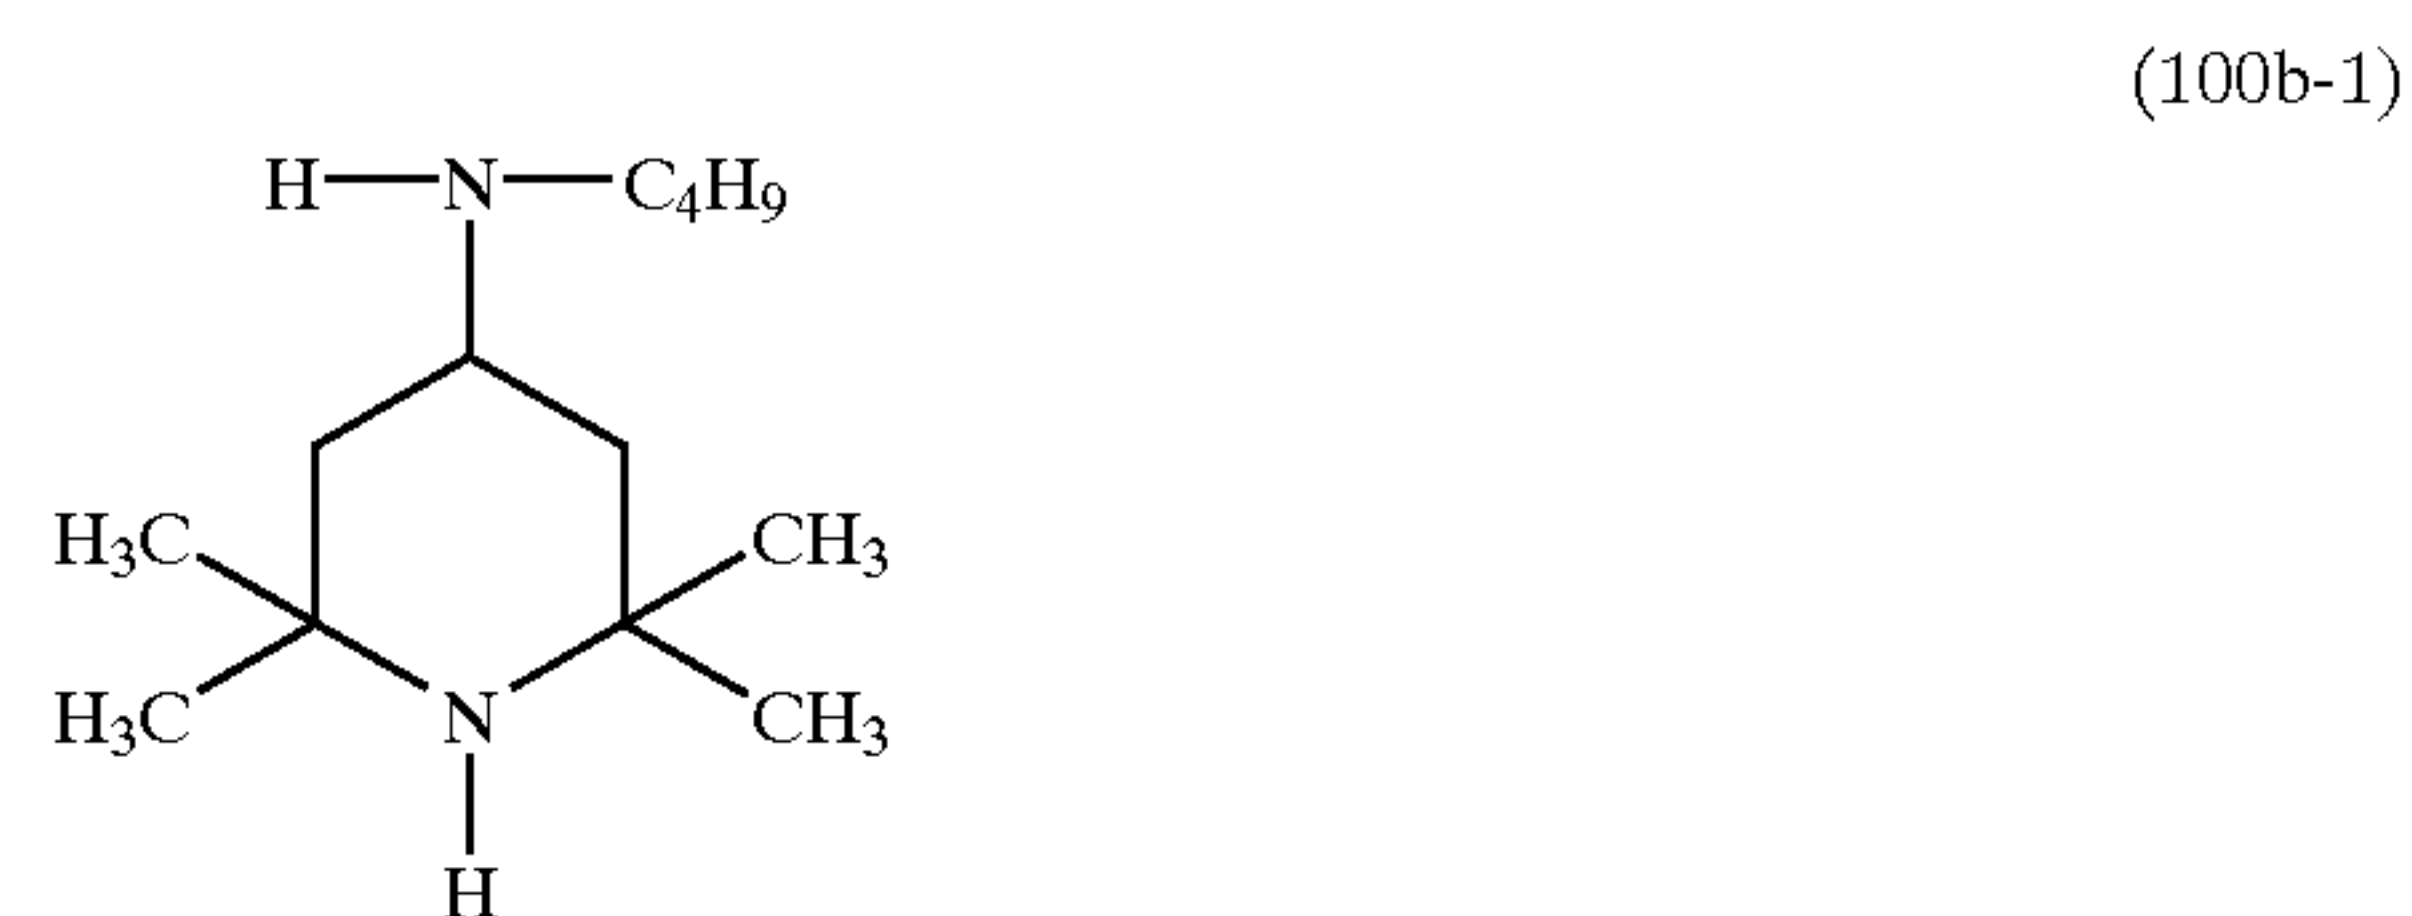 (100b-1)
H N C₄H₉
H₃C CH₃
H₃C N CH₃
H